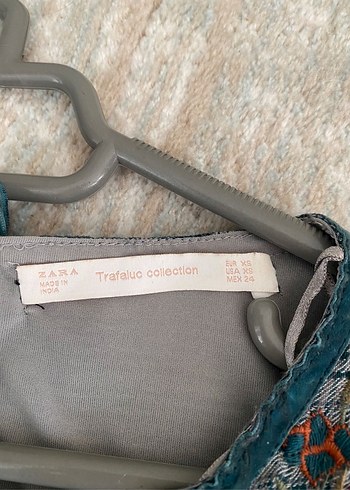 ZARA
MADE IN
INDIA
Trafaluc collection
EUR XS
USA XS
MEX 24